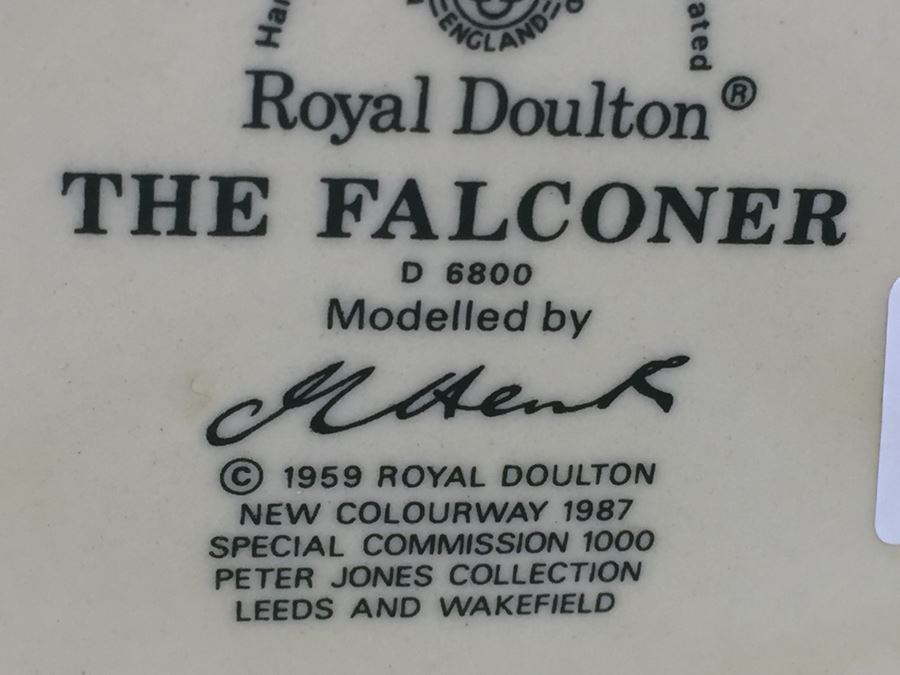 ENGLAND
Royal Doulton®
THE FALCONER
D 6800
Modelled by
M Henk
© 1959 ROYAL DOULTON
NEW COLOURWAY 1987
SPECIAL COMMISSION 1000
PETER JONES COLLECTION
LEEDS AND WAKEFIELD